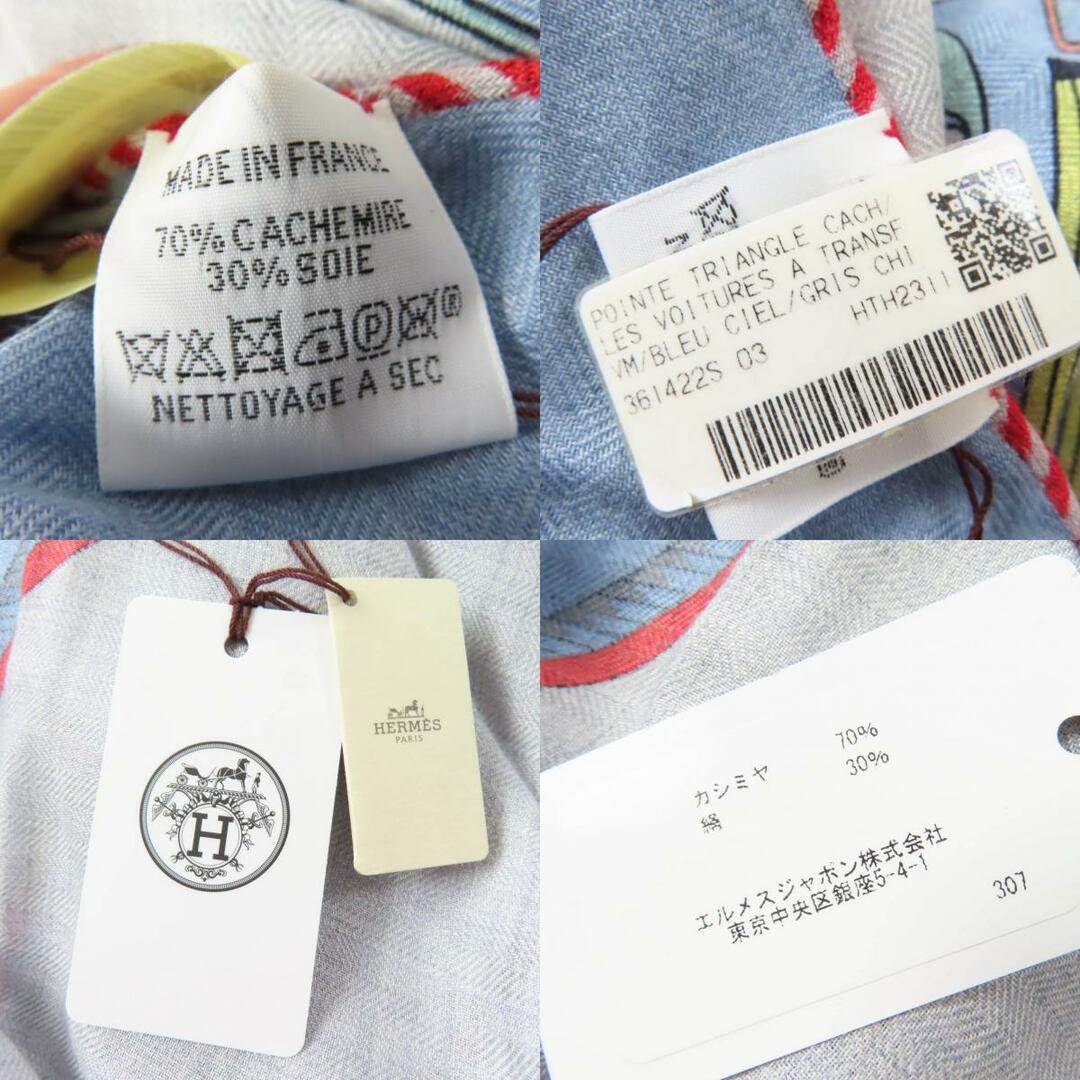 MADE IN FRANCE
70% CACHEMIRE
30% SOIE
P
®
NETTOYAGE A SEC
POINTE TRIANGLE CACH/
LES VOITURES A TRANSF
VM/BLEU CIEL/GRIS CHI
361422S 03
HTH2311
H
HERMÈS
PARIS
カシミヤ 70%
絹 30%
エルメスジャポン株式会社
東京中央区銀座5-4-1
307